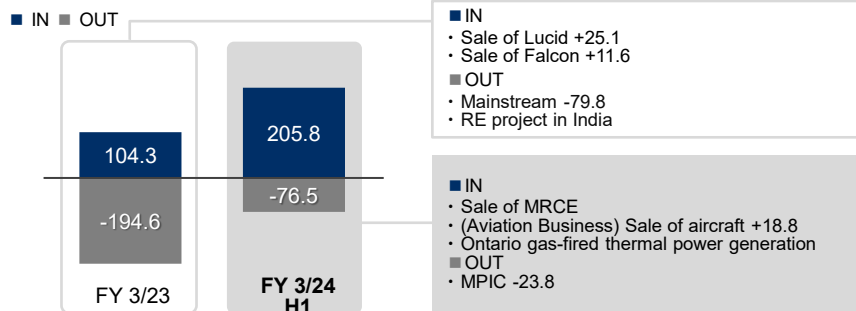 ■ IN ■ OUT
104.3
-194.6
FY 3/23
205.8
-76.5
FY 3/24
H1
■ IN
・ Sale of Lucid +25.1
・ Sale of Falcon +11.6
■ OUT
・ Mainstream -79.8
・ RE project in India
■ IN
・ Sale of MRCE
・ (Aviation Business) Sale of aircraft +18.8
・ Ontario gas-fired thermal power generation
■ OUT
・ MPIC -23.8